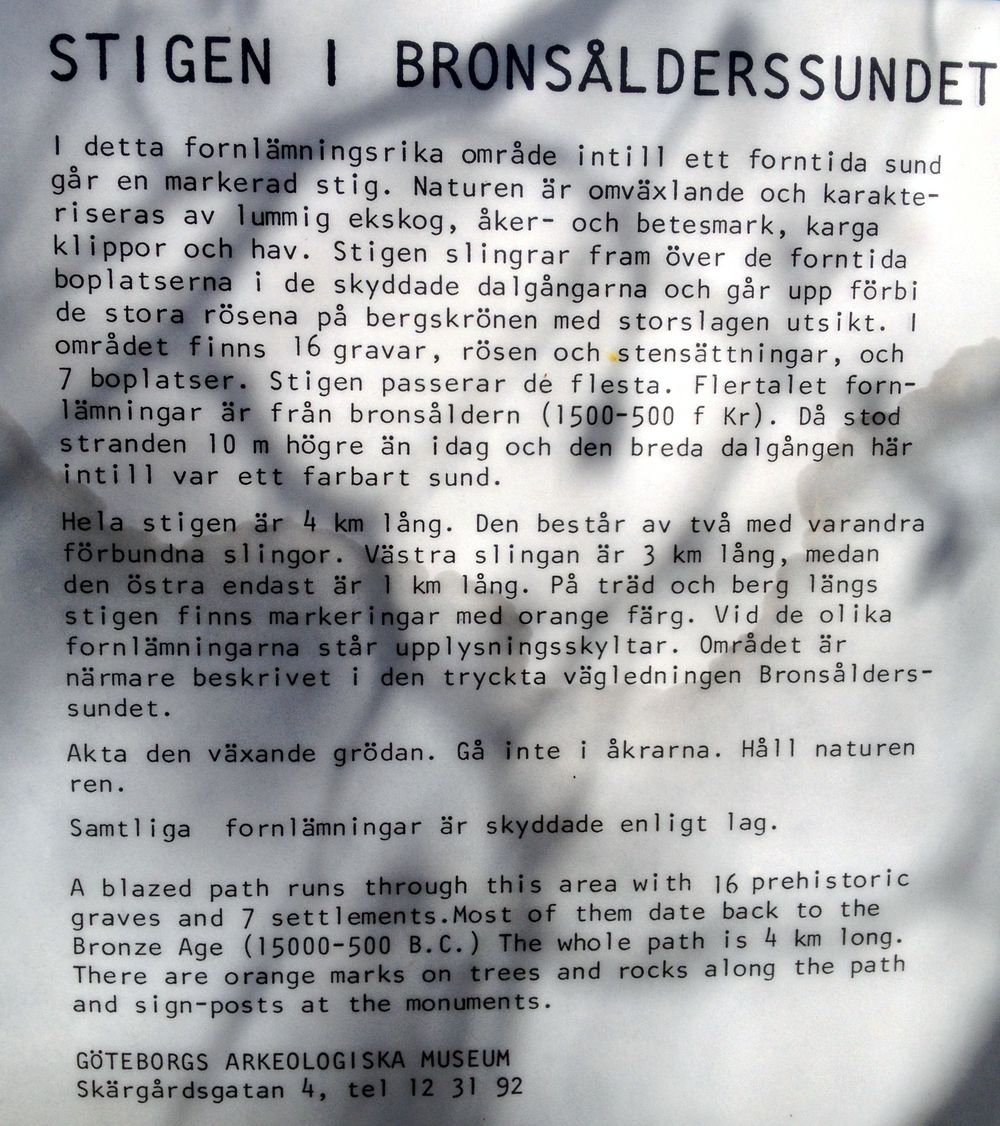 STIGEN I BRONSÅLDERSSUNDET
I detta fornlämningsrika område intill ett forntida sund
går en markerad stig. Naturen är omväxlande och karakte-
riseras av lummig ekskog, åker- och betesmark, karga
klippor och hav. Stigen slingrar fram över de forntida
boplatserna i de skyddade dalgångarna och går upp förbi
de stora rösena på bergskrönen med storslagen utsikt. I
området finns 16 gravar, rösen och stensättningar, och
7 boplatser. Stigen passerar de flesta. Flertalet forn-
lämningar är från bronsåldern (1500-500 f Kr). Då stod
stranden 10 m högre än idag och den breda dalgången här
intill var ett farbart sund.
Hela stigen är 4 km lång. Den består av två med varandra
förbundna slingor. Västra slingan är 3 km lång, medan
den östra endast är 1 km lång. På träd och berg längs
stigen finns markeringar med orange färg. Vid de olika
fornlämningarna står upplysningsskyltar. Området är
närmare beskrivet i den tryckta vägledningen Bronsålders-
sundet.
Akta den växande grödan. Gå inte i åkrarna. Håll naturen
ren.
Samtliga fornlämningar är skyddade enligt lag.
A blazed path runs through this area with 16 prehistoric
graves and 7 settlements.Most of them date back to the
Bronze Age (15000-500 B.C.) The whole path is 4 km long.
There are orange marks on trees and rocks along the path
and sign-posts at the monuments.
GÖTEBORGS ARKEOLOGISKA MUSEUM
Skärgårdsgatan 4, tel 12 31 92